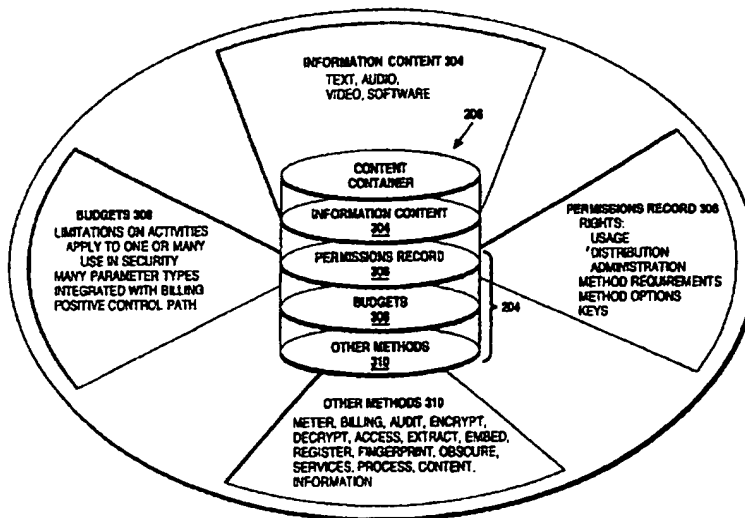 INFORMATION CONTENT 304
TEXT, AUDIO,
VIDEO, SOFTWARE
206
CONTENT
CONTAINER
INFORMATION CONTENT
304
PERMISSIONS RECORD
306
BUDGETS
308
OTHER METHODS
310
204
BUDGETS 308
LIMITATIONS ON ACTIVITIES
APPLY TO ONE OR MANY
USE IN SECURITY
MANY PARAMETER TYPES
INTEGRATED WITH BILLING
POSITIVE CONTROL PATH
PERMISSIONS RECORD 306
RIGHTS:
USAGE
DISTRIBUTION
ADMINISTRATION
METHOD REQUIREMENTS
METHOD OPTIONS
KEYS
OTHER METHODS 310
METER, BILLING, AUDIT, ENCRYPT,
DECRYPT, ACCESS, EXTRACT, EMBED,
REGISTER, FINGERPRINT, OBSCURE,
SERVICES, PROCESS, CONTENT,
INFORMATION